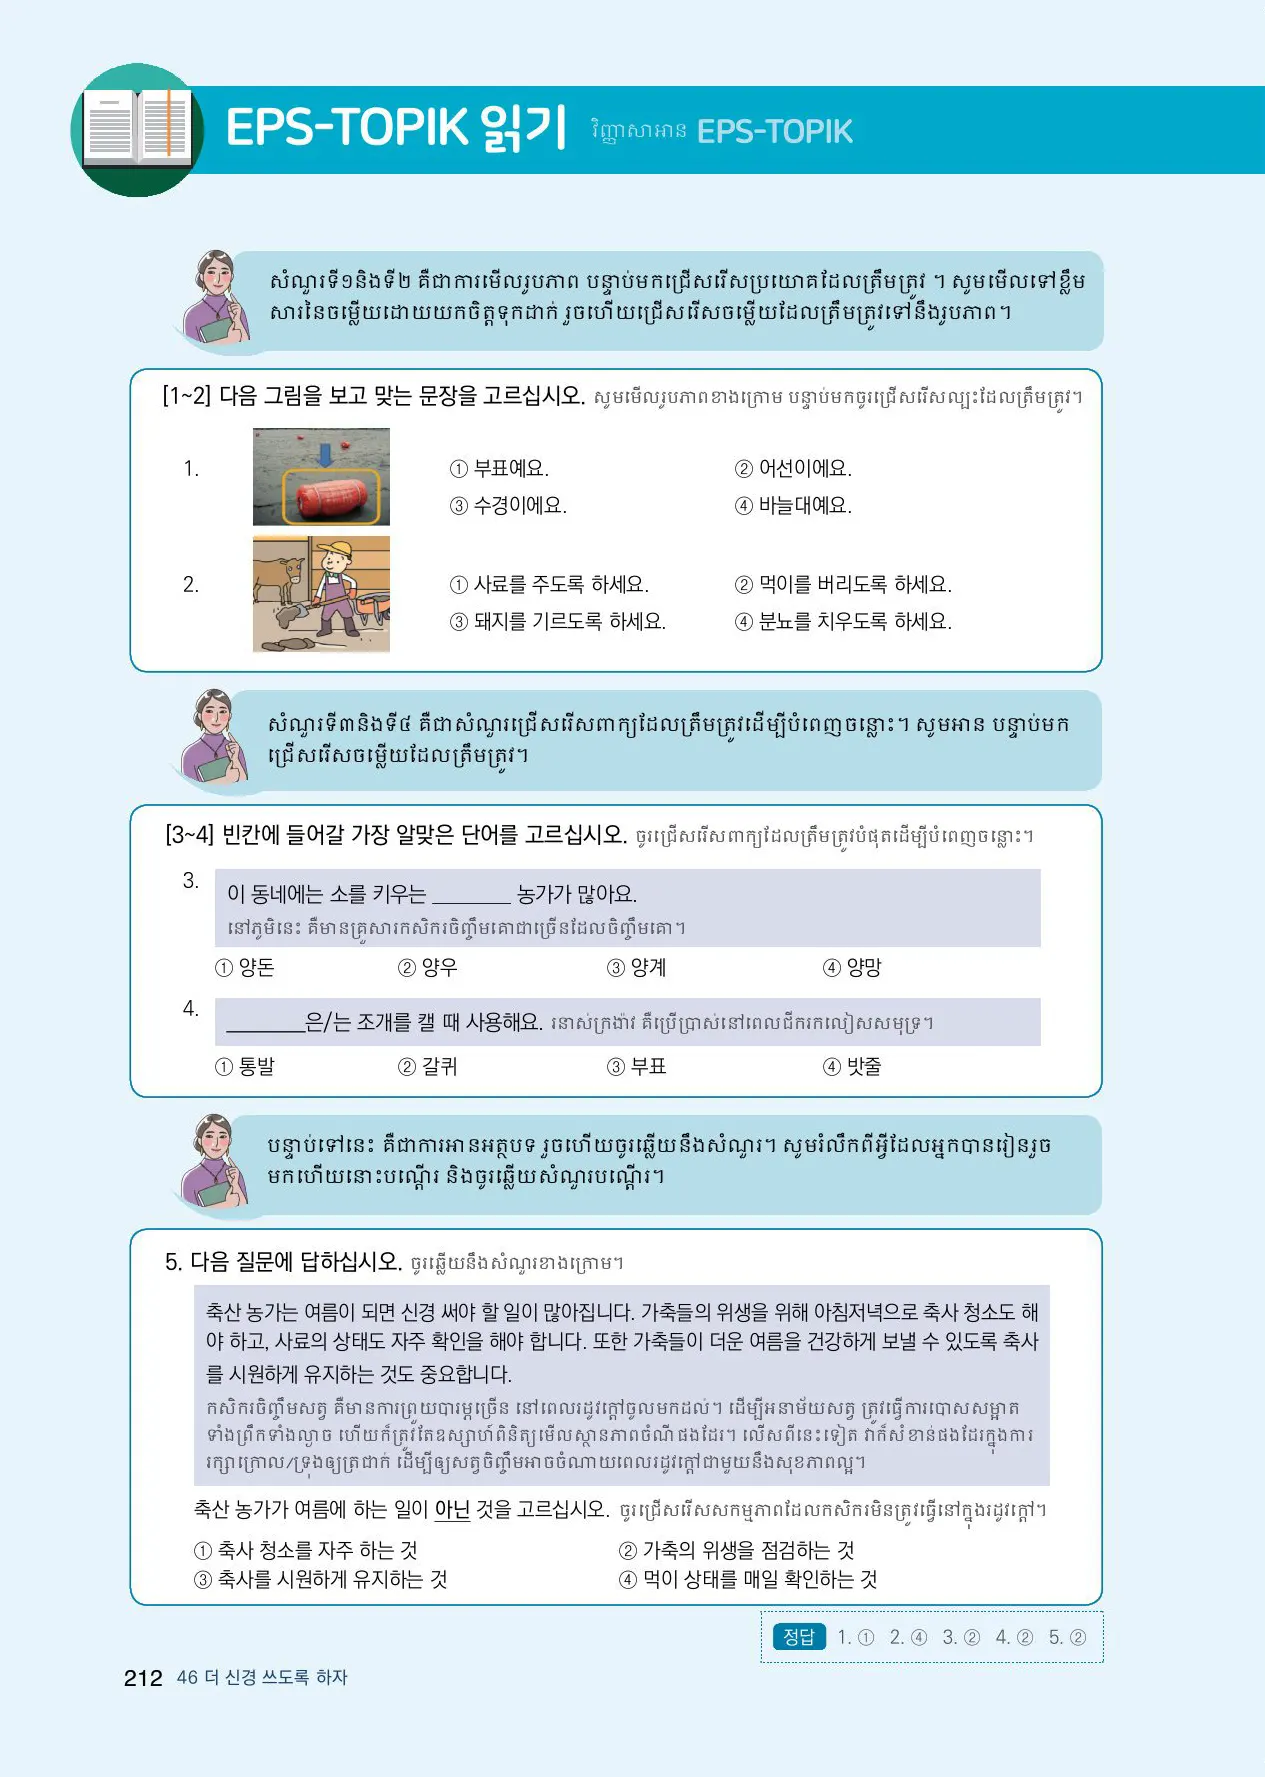 EPS-TOPIK 읽기 វិញ្ញាសាអាន EPS-TOPIK
សំណួរទី១និងទី២ គឺជាការមើលរូបភាព បន្ទាប់មកជ្រើសរើសប្រយោគដែលត្រឹមត្រូវ ។ សូមមើលទៅខ្លឹម
សារនៃចម្លើយដោយយកចិត្តទុកដាក់ រួចហើយជ្រើសរើសចម្លើយដែលត្រឹមត្រូវទៅនឹងរូបភាព។
[1~2] 다음 그림을 보고 맞는 문장을 고르십시오. សូមមើលរូបភាពខាងក្រោម បន្ទាប់មកចូរជ្រើសរើសល្បះដែលត្រឹមត្រូវ។
1. ① 부표예요. ② 어선이에요.
③ 수경이에요. ④ 바늘대예요.
2. ① 사료를 주도록 하세요. ② 먹이를 버리도록 하세요.
③ 돼지를 기르도록 하세요. ④ 분뇨를 치우도록 하세요.
សំណួរទី៣និងទី៤ គឺជាសំណួរជ្រើសរើសពាក្យដែលត្រឹមត្រូវដើម្បីបំពេញចន្លោះ។ សូមអាន បន្ទាប់មក
ជ្រើសរើសចម្លើយដែលត្រឹមត្រូវ។
[3~4] 빈칸에 들어갈 가장 알맞은 단어를 고르십시오. ចូរជ្រើសរើសពាក្យដែលត្រឹមត្រូវបំផុតដើម្បីបំពេញចន្លោះ។
3. 이 동네에는 소를 키우는 ________ 농가가 많아요.
នៅភូមិនេះ គឺមានគ្រួសារកសិករចិញ្ចឹមគោជាច្រើនដែលចិញ្ចឹមគោ។
① 양돈 ② 양우 ③ 양계 ④ 양망
4. ________은/는 조개를 캘 때 사용해요. រនាស់ក្រង៉ាវ គឺប្រើប្រាស់នៅពេលជីករកលៀសសមុទ្រ។
① 통발 ② 갈퀴 ③ 부표 ④ 밧줄
បន្ទាប់ទៅនេះ គឺជាការអានអត្ថបទ រួចហើយចូរឆ្លើយនឹងសំណួរ។ សូមរំលឹកពីអ្វីដែលអ្នកបានរៀនរួច
មកហើយនោះបណ្តើរ និងចូរឆ្លើយសំណួរបណ្តើរ។
5. 다음 질문에 답하십시오. ចូរឆ្លើយនឹងសំណួរខាងក្រោម។
축산 농가는 여름이 되면 신경 써야 할 일이 많아집니다. 가축들의 위생을 위해 아침저녁으로 축사 청소도 해
야 하고, 사료의 상태도 자주 확인을 해야 합니다. 또한 가축들이 더운 여름을 건강하게 보낼 수 있도록 축사
를 시원하게 유지하는 것도 중요합니다.
កសិករចិញ្ចឹមសត្វ គឺមានការព្រួយបារម្ភច្រើន នៅពេលរដូវក្តៅចូលមកដល់។ ដើម្បីអនាម័យសត្វ ត្រូវធ្វើការបោសសម្អាត
ទាំងព្រឹកទាំងល្ងាច ហើយក៏ត្រូវតែឧស្សាហ៍ពិនិត្យមើលស្ថានភាពចំណីផងដែរ។ លើសពីនេះទៀត វាក៏សំខាន់ផងដែរក្នុងការ
រក្សាក្រោល/ទ្រុងឲ្យត្រជាក់ ដើម្បីឲ្យសត្វចិញ្ចឹមអាចចំណាយពេលរដូវក្តៅជាមួយនឹងសុខភាពល្អ។
축산 농가가 여름에 하는 일이 아닌 것을 고르십시오. ចូរជ្រើសរើសសកម្មភាពដែលកសិករមិនត្រូវធ្វើនៅក្នុងរដូវក្តៅ។
① 축사 청소를 자주 하는 것 ② 가축의 위생을 점검하는 것
③ 축사를 시원하게 유지하는 것 ④ 먹이 상태를 매일 확인하는 것
정답 1. ① 2. ④ 3. ② 4. ② 5. ②
212 46 더 신경 쓰도록 하자